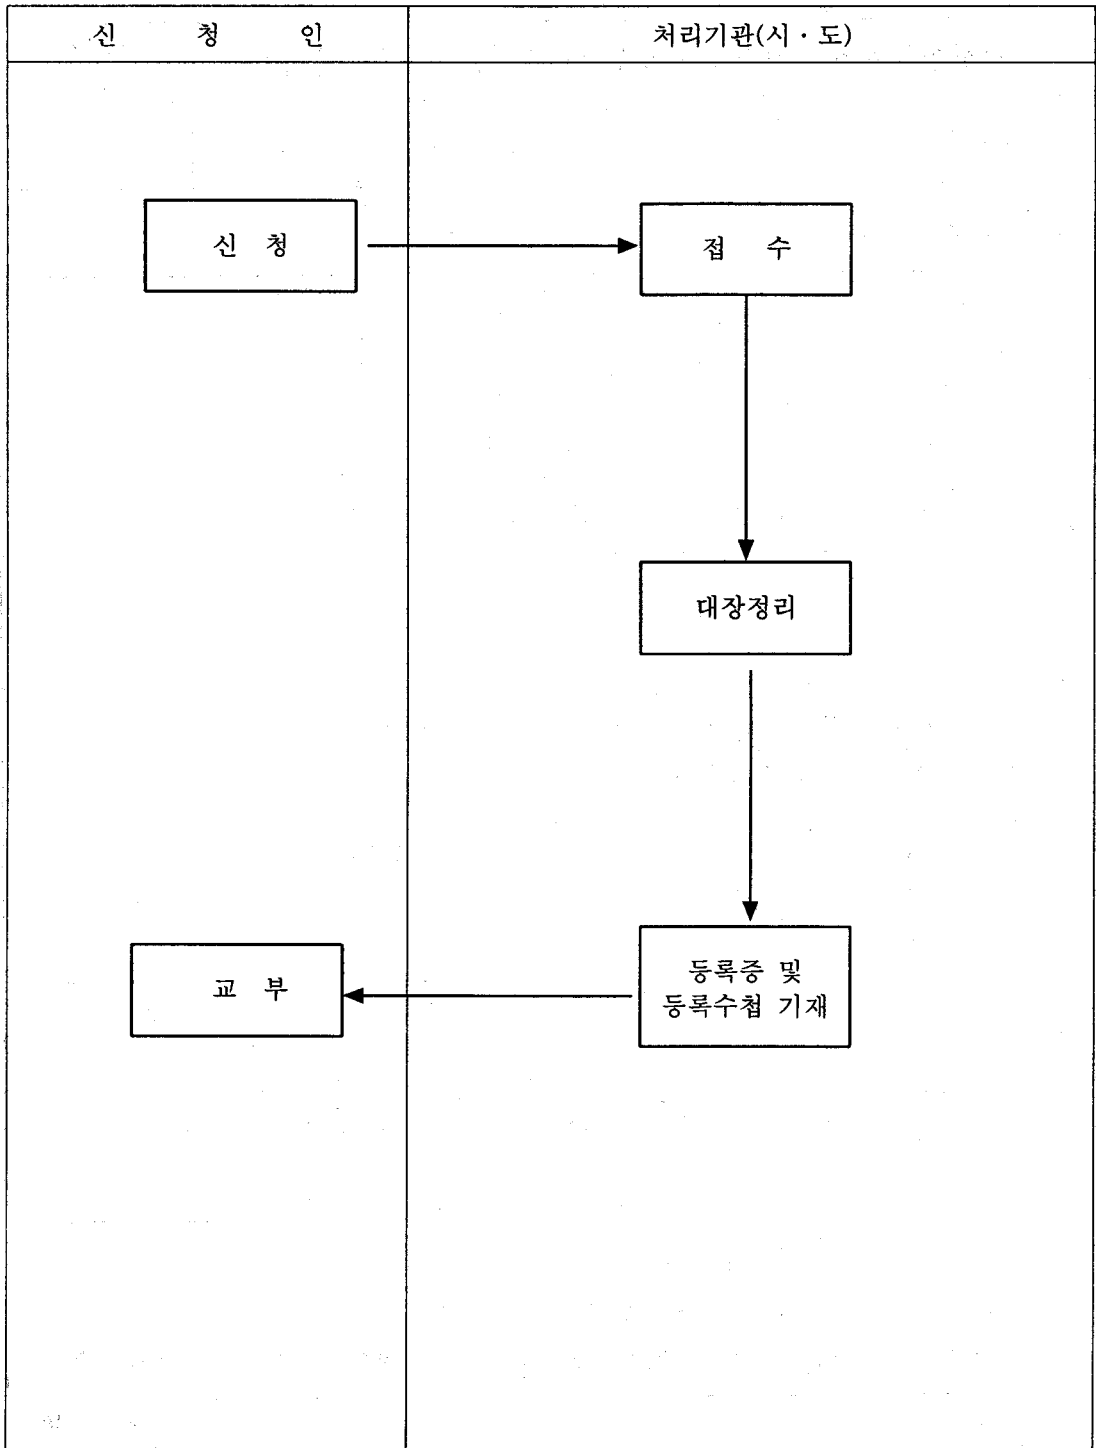 신 청 인
처리기관(시·도)
신 청
접 수
대장정리
등록증 및
등록수첩 기재
교 부